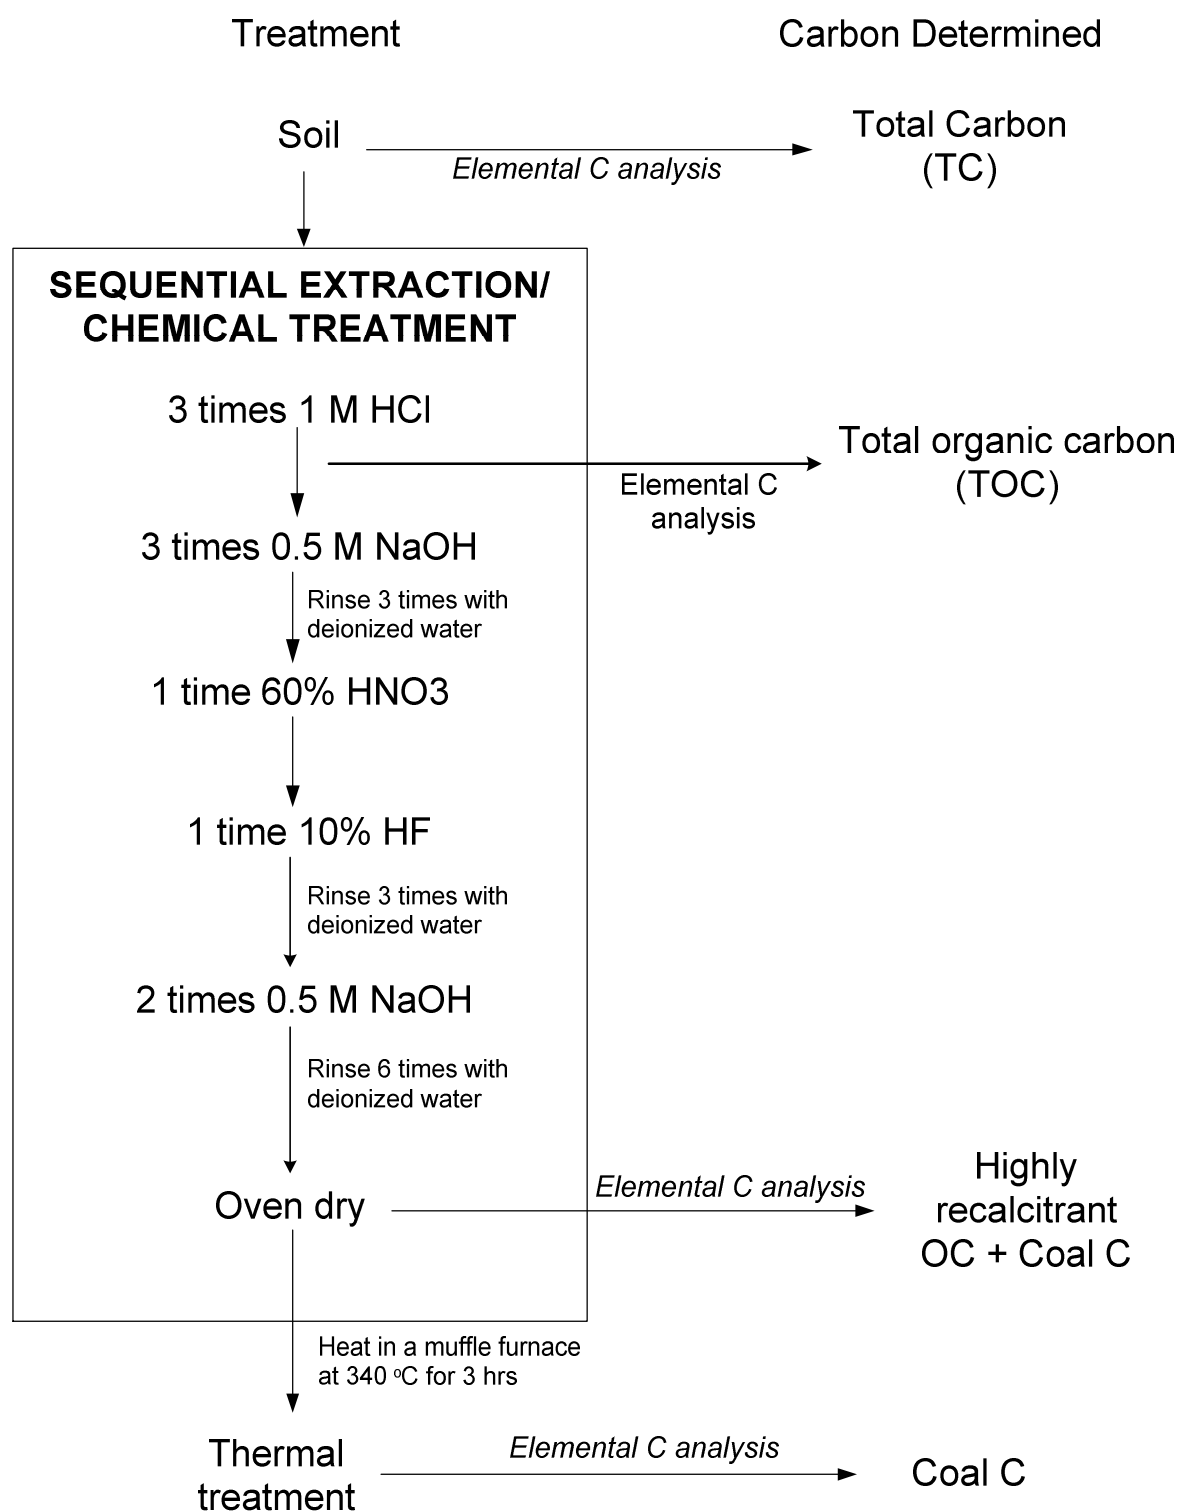 Treatment
Carbon Determined
Soil
Elemental C analysis
Total Carbon
(TC)
SEQUENTIAL EXTRACTION/
CHEMICAL TREATMENT
3 times 1 M HCl
Elemental C
analysis
Total organic carbon
(TOC)
3 times 0.5 M NaOH
Rinse 3 times with
deionized water
1 time 60% HNO3
1 time 10% HF
Rinse 3 times with
deionized water
2 times 0.5 M NaOH
Rinse 6 times with
deionized water
Oven dry
Elemental C analysis
Highly
recalcitrant
OC + Coal C
Heat in a muffle furnace
at 340 ºC for 3 hrs
Thermal
treatment
Elemental C analysis
Coal C